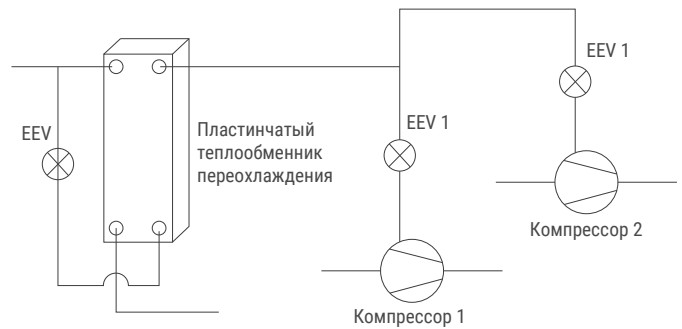 EEV 1
EEV 1
EEV
Пластинчатый
теплообменник
переохлаждения
Компрессор 2
Компрессор 1